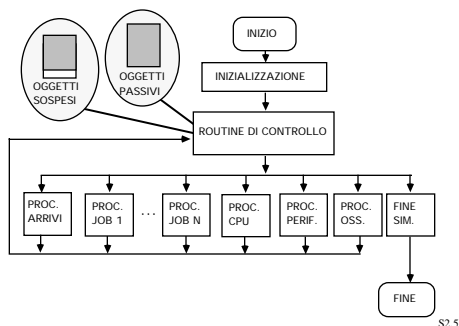 INIZIO
OGGETTI
SOSPESI
OGGETTI
PASSIVI
INIZIALIZZAZIONE
ROUTINE DI CONTROLLO
PROC.
ARRIVI
PROC.
JOB 1
...
PROC.
JOB N
PROC.
CPU
PROC.
PERIF.
PROC.
OSS.
FINE
SIM.
FINE
S2.5